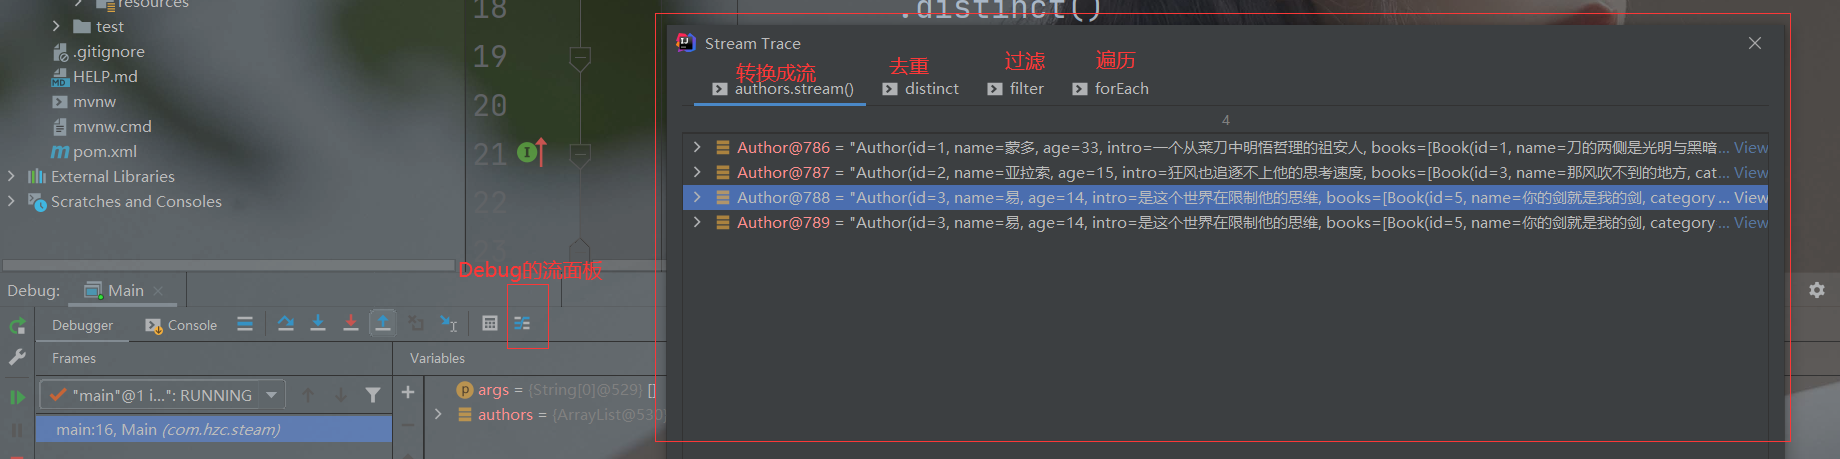 resources
test
.gitignore
HELP.md
mvnw
mvnw.cmd
pom.xml
External Libraries
Scratches and Consoles
18
19
20
21
22
23
.distinct()
Stream Trace
转换成流
去重
过滤
遍历
authors.stream()
distinct
filter
forEach
4
Author@786 = "Author(id=1, name=蒙多, age=33, intro=一个从菜刀中明悟哲理的祖安人, books=[Book(id=1, name=刀的两侧是光明与黑暗... View
Author@787 = "Author(id=2, name=亚拉索, age=15, intro=狂风也追逐不上他的思考速度, books=[Book(id=3, name=那风吹不到的地方, cat... View
Author@788 = "Author(id=3, name=易, age=14, intro=是这个世界在限制他的思维, books=[Book(id=5, name=你的剑就是我的剑, category ... View
Author@789 = "Author(id=3, name=易, age=14, intro=是这个世界在限制他的思维, books=[Book(id=5, name=你的剑就是我的剑, category ... View
Debug的流面板
Debug:
Main
Debugger
Console
Frames
Variables
"main"@1 i...": RUNNING
main:16, Main (com.hzc.steam)
args = {String[0]@529} []
authors = {ArrayList@530}